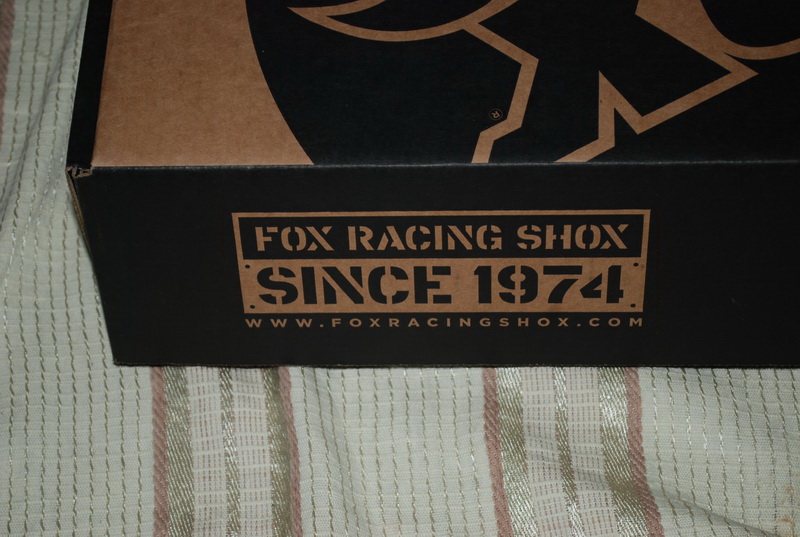 ®
FOX RACING SHOX
SINCE 1974
WWW.FOXRACINGSHOX.COM